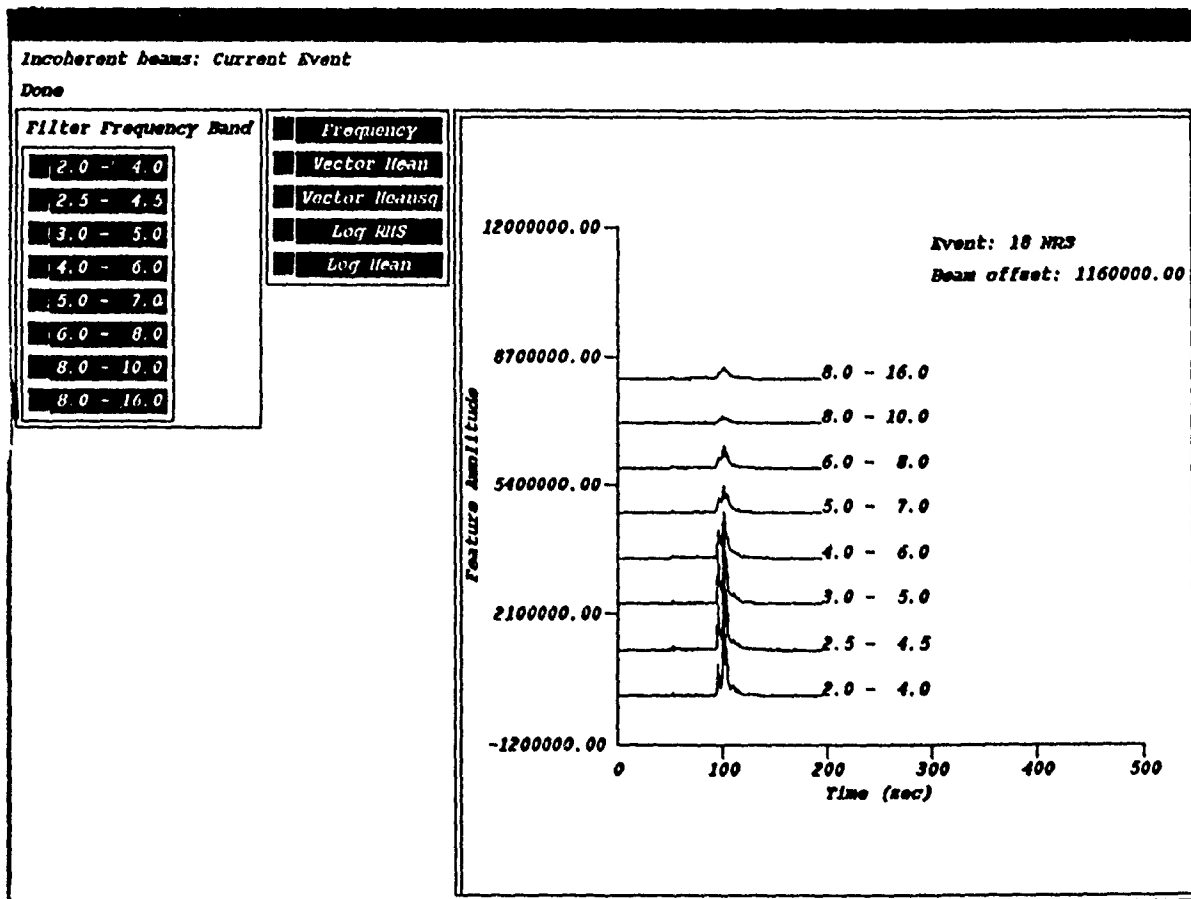 Incoherent beams: Current Event
Done
Filter Frequency Band
2.0 - 4.0
2.5 - 4.5
3.0 - 5.0
4.0 - 6.0
5.0 - 7.0
6.0 - 8.0
8.0 - 10.0
8.0 - 16.0
Frequency
Vector Mean
Vector Meansq
Log RMS
Log Mean
Event: 18 NRS
Beam offset: 1160000.00
12000000.00
8700000.00
5400000.00
2100000.00
-1200000.00
Feature Amplitude
8.0 - 16.0
8.0 - 10.0
6.0 - 8.0
5.0 - 7.0
4.0 - 6.0
3.0 - 5.0
2.5 - 4.5
2.0 - 4.0
0 100 200 300 400 500
Time (sec)